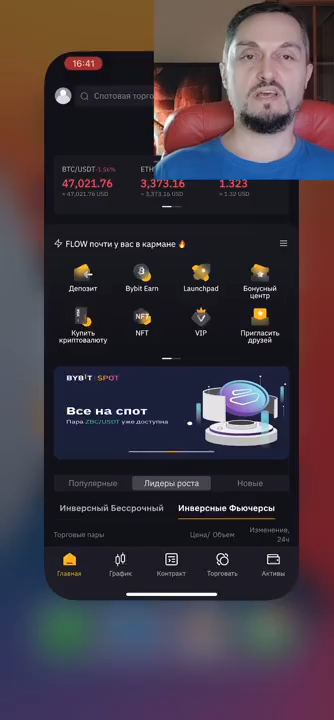 16:41
Спотовая торго
BTC/USDT -1.56% ETH
47,021.76 3,373.16 1.323
≈ 47,021.76 USD ≈ 3,373.16 USD ≈ 1.32 USD
FLOW почти у вас в кармане 🔥
Депозит Bybit Earn Launchpad Бонусный центр
NFT
Купить криптовалюту NFT VIP Пригласить друзей
BYBIT SPOT
Все на спот
Пара ZBC/USDT уже доступна
Популярные Лидеры роста Новые
Инверсный Бессрочный Инверсные Фьючерсы
Торговые пары Цена/ Объем Изменение, 24ч
Главная График Контракт Торговать Активы